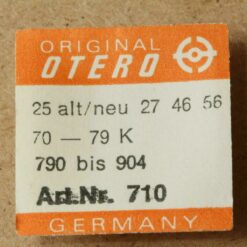 ORIGINAL
OTERO
25 alt/neu 27 46 56
70 — 79 K
790 bis 904
Art.Nr. 710
GERMANY